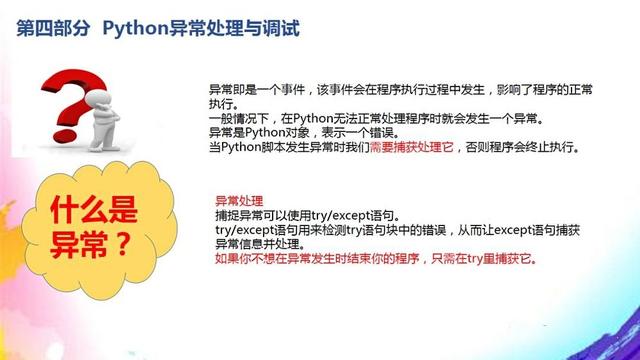 第四部分 Python异常处理与调试
异常即是一个事件，该事件会在程序执行过程中发生，影响了程序的正常
执行。
一般情况下，在Python无法正常处理程序时就会发生一个异常。
异常是Python对象，表示一个错误。
当Python脚本发生异常时我们需要捕获处理它，否则程序会终止执行。
什么是
异常？
异常处理
捕捉异常可以使用try/except语句。
try/except语句用来检测try语句块中的错误，从而让except语句捕获
异常信息并处理。
如果你不想在异常发生时结束你的程序，只需在try里捕获它。